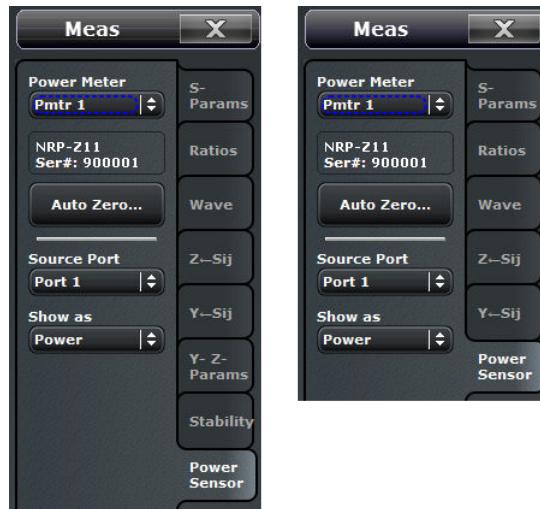 Meas X
Power Meter
Pmtr 1
NRP-Z11
Ser#: 900001
Auto Zero...
Source Port
Port 1
Show as
Power
S-
Params
Ratios
Wave
Z←Sij
Y←Sij
Y- Z-
Params
Stability
Power
Sensor
Meas X
Power Meter
Pmtr 1
NRP-Z11
Ser#: 900001
Auto Zero...
Source Port
Port 1
Show as
Power
S-
Params
Ratios
Wave
Z←Sij
Y←Sij
Power
Sensor